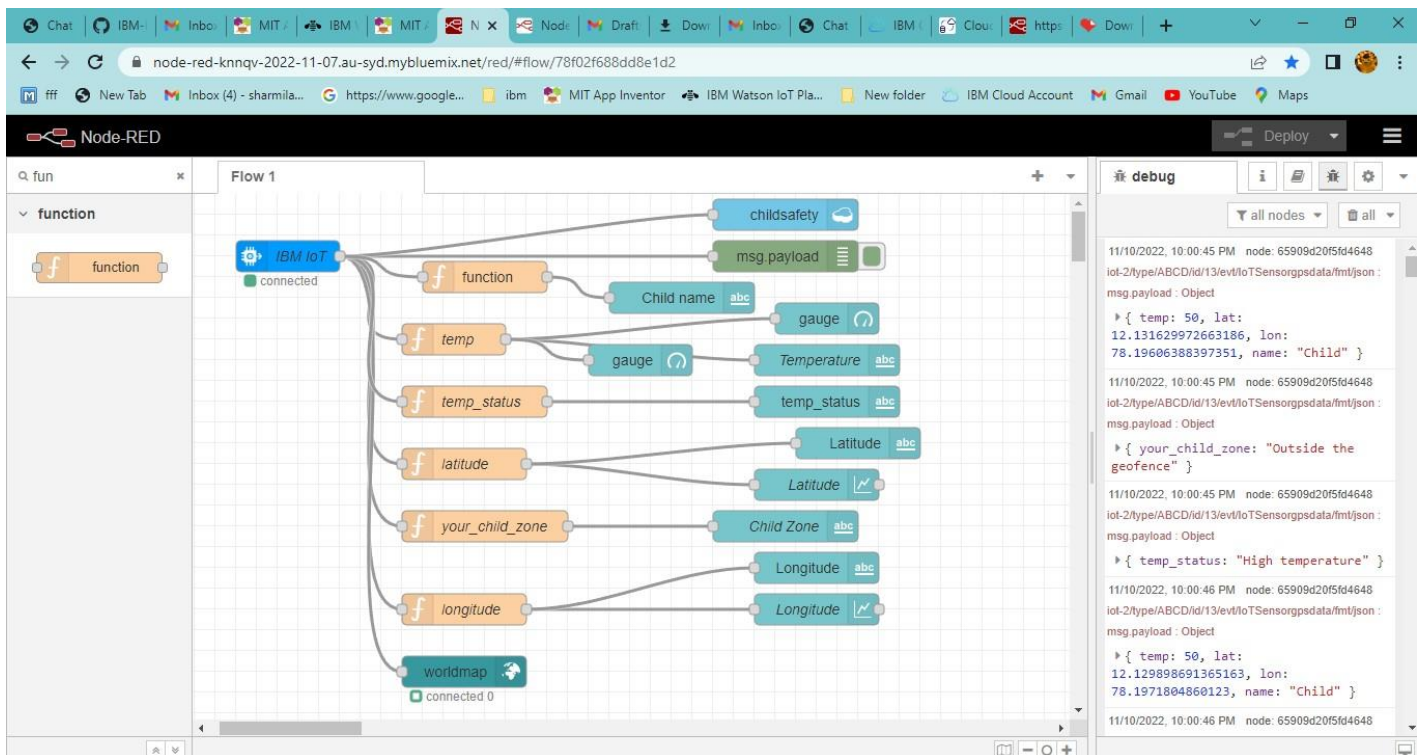 Chat
IBM-
Inbo
MIT
IBM
MIT
N
Node
Draft
Dowr
Inbo
Chat
IBM
Clou
https
Dowr
node-red-knnqv-2022-11-07.au-syd.mybluemix.net/red/#flow/78f02f688dd8e1d2
fff
New Tab
Inbox (4) - sharmila...
https://www.google...
ibm
MIT App Inventor
IBM Watson IoT Pla...
New folder
IBM Cloud Account
Gmail
YouTube
Maps
Node-RED
Deploy
fun
function
function
Flow 1
childsafety
IBM IoT
connected
msg.payload
function
Child name abc
gauge
temp
gauge
Temperature abc
temp_status
temp_status abc
Latitude abc
latitude
Latitude
your_child_zone
Child Zone abc
Longitude abc
longitude
Longitude
worldmap
connected 0
debug
all nodes
all
11/10/2022, 10:00:45 PM node: 65909d20f5fd4648
iot-2/type/ABCD/id/13/evt/IoTSensorgpsdata/fmt/json :
msg.payload : Object
{ temp: 50, lat:
12.131629972663186, lon:
78.19606388397351, name: "Child" }
11/10/2022, 10:00:45 PM node: 65909d20f5fd4648
iot-2/type/ABCD/id/13/evt/IoTSensorgpsdata/fmt/json :
msg.payload : Object
{ your_child_zone: "Outside the
geofence" }
11/10/2022, 10:00:45 PM node: 65909d20f5fd4648
iot-2/type/ABCD/id/13/evt/IoTSensorgpsdata/fmt/json :
msg.payload : Object
{ temp_status: "High temperature" }
11/10/2022, 10:00:46 PM node: 65909d20f5fd4648
iot-2/type/ABCD/id/13/evt/IoTSensorgpsdata/fmt/json :
msg.payload : Object
{ temp: 50, lat:
12.129898691365163, lon:
78.1971804860123, name: "Child" }
11/10/2022, 10:00:46 PM node: 65909d20f5fd4648